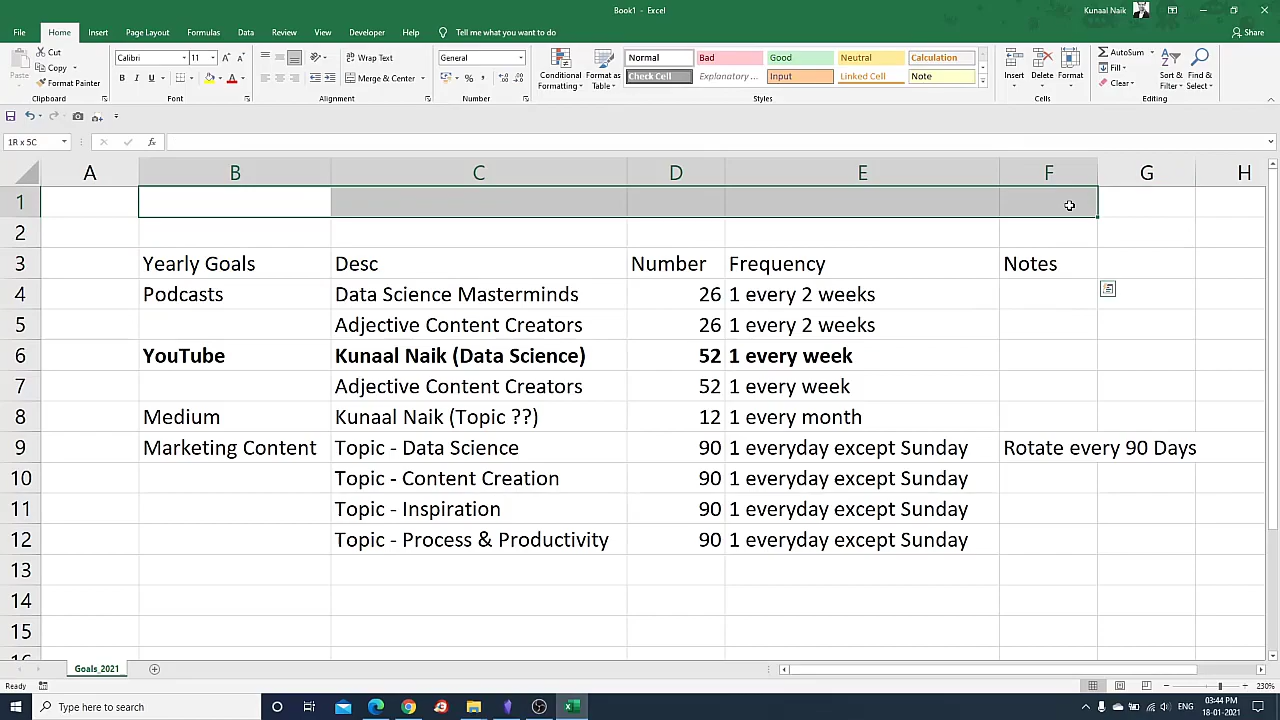 Book1 - Excel
Kunaal Naik
File Home Insert Page Layout Formulas Data Review View Developer Help Tell me what you want to do Share
Paste Cut Copy Format Painter
Calibri 11
Wrap Text
Merge & Center
General
Conditional Formatting
Format as Table
Normal Bad Good Neutral Calculation
Check Cell Explanatory ... Input Linked Cell Note
Insert Delete Format
AutoSum Fill Clear
Sort & Filter
Find & Select
Clipboard Font Alignment Number Styles Cells Editing
1R x 5C fx
A B C D E F G H
1
2
3 Yearly Goals Desc Number Frequency Notes
4 Podcasts Data Science Masterminds 26 1 every 2 weeks
5 Adjective Content Creators 26 1 every 2 weeks
6 YouTube Kunaal Naik (Data Science) 52 1 every week
7 Adjective Content Creators 52 1 every week
8 Medium Kunaal Naik (Topic ??) 12 1 every month
9 Marketing Content Topic - Data Science 90 1 everyday except Sunday Rotate every 90 Days
10 Topic - Content Creation 90 1 everyday except Sunday
11 Topic - Inspiration 90 1 everyday except Sunday
12 Topic - Process & Productivity 90 1 everyday except Sunday
13
14
15
Goals_2021
Ready 230%
Type here to search ENG 03:44 PM
18-01-2021